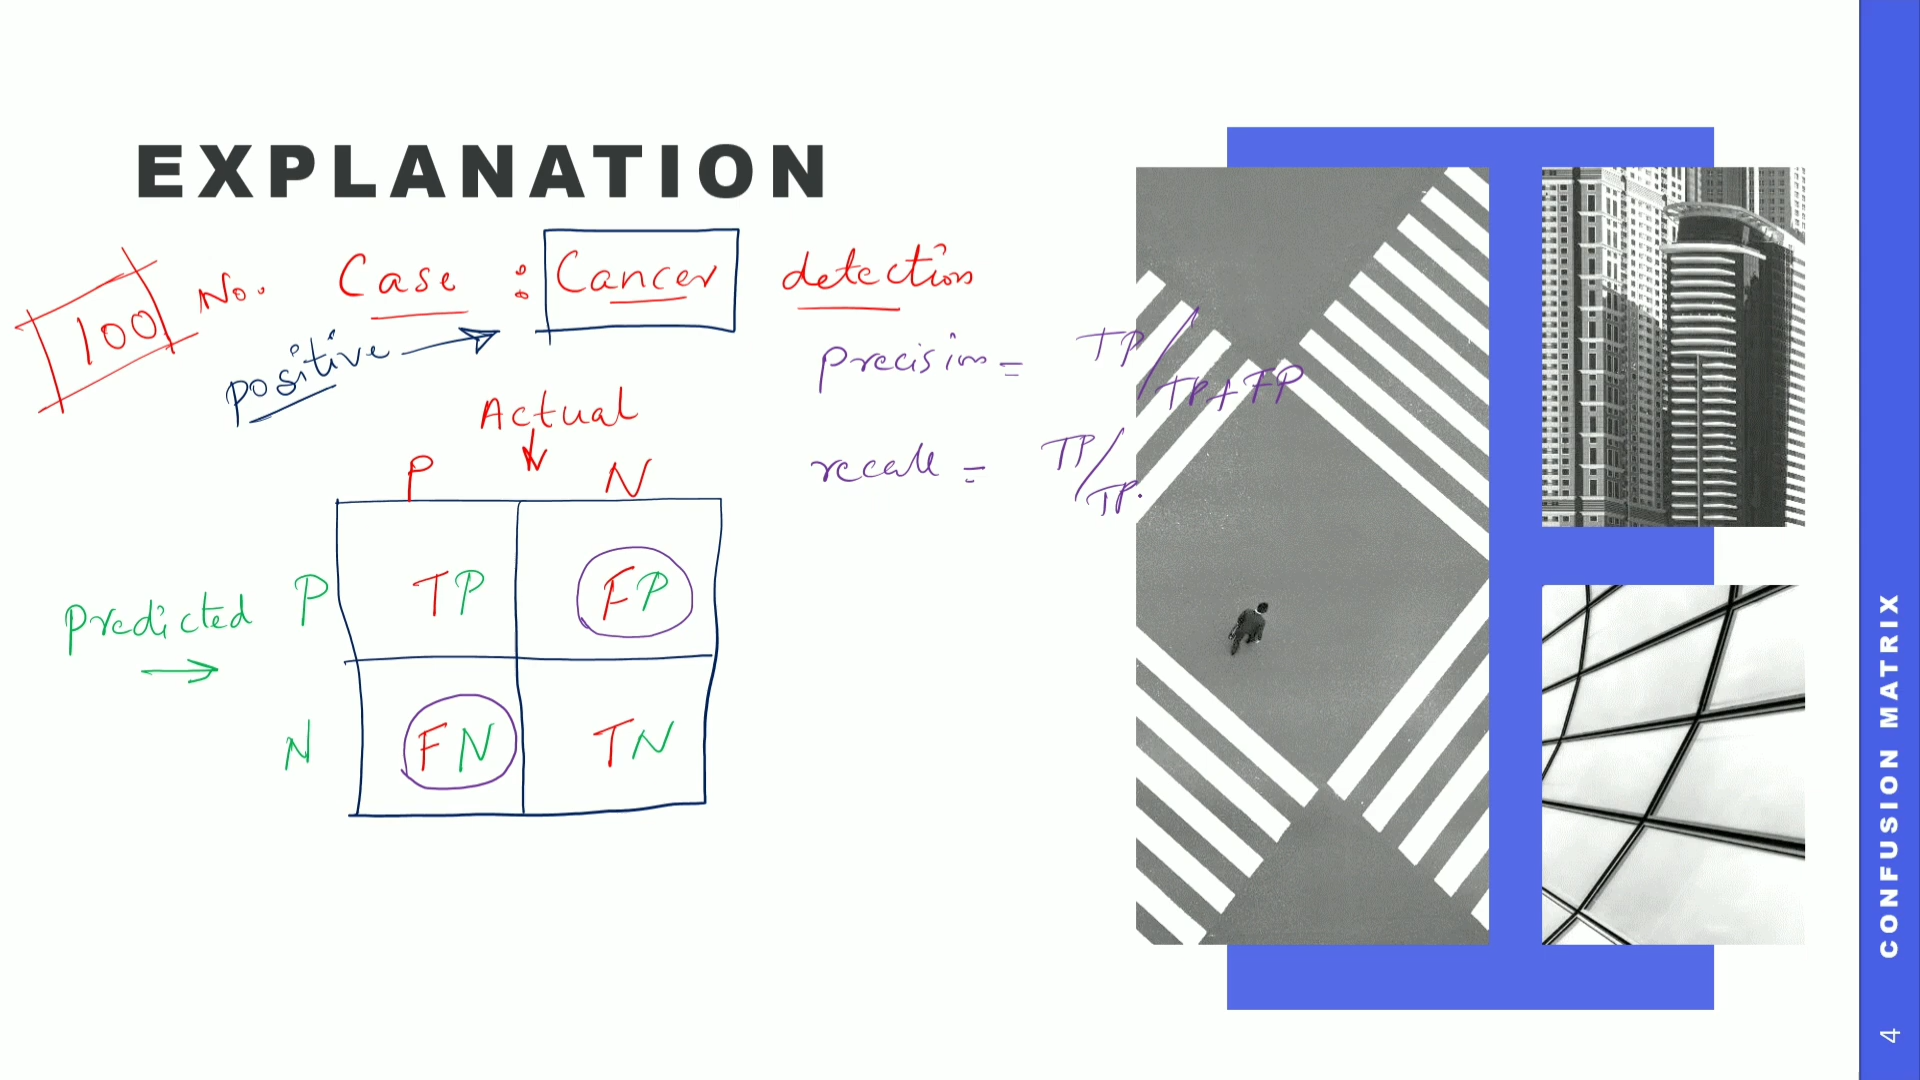 EXPLANATION
100 No. Case : Cancer detection
positive
precision = TP/TP+FP
Actual
recall = TP/TP.
P N
Predicted P TP FP
N FN TN
CONFUSION MATRIX
4